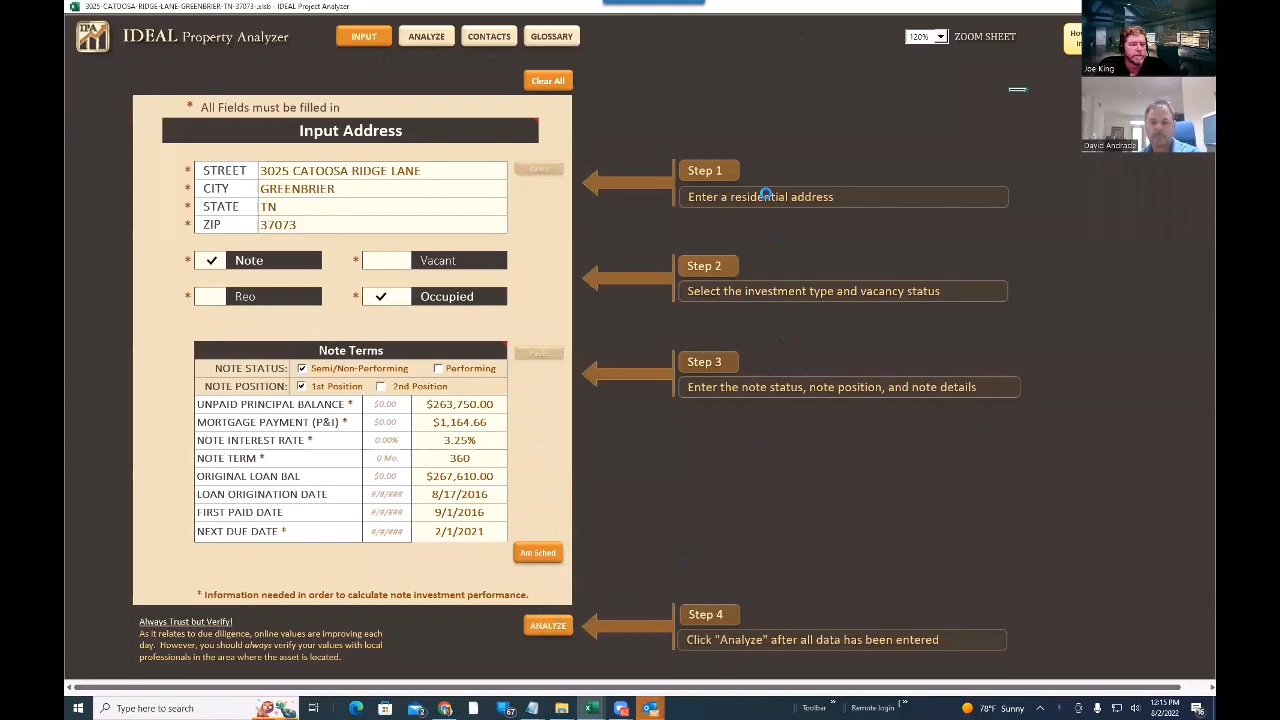 3025-CATOOSA-RIDGE-LANE-GREENBRIER-TN-37073-.xlsb - IDEAL Project Analyzer
IPA
IDEAL Property Analyzer
INPUT
ANALYZE
CONTACTS
GLOSSARY
120%
ZOOM SHEET
Joe King
David Andrade
Clear All
* All Fields must be filled in
Input Address
* STREET 3025 CATOOSA RIDGE LANE
* CITY GREENBRIER
* STATE TN
* ZIP 37073
Step 1
Enter a residential address
* Note
* Vacant
* Reo
* Occupied
Step 2
Select the investment type and vacancy status
Note Terms
NOTE STATUS: Semi/Non-Performing Performing
NOTE POSITION: 1st Position 2nd Position
UNPAID PRINCIPAL BALANCE * $0.00 $263,750.00
MORTGAGE PAYMENT (P&I) * $0.00 $1,164.66
NOTE INTEREST RATE * 0.00% 3.25%
NOTE TERM * 0 Mo. 360
ORIGINAL LOAN BAL $0.00 $267,610.00
LOAN ORIGINATION DATE #/#/### 8/17/2016
FIRST PAID DATE #/#/### 9/1/2016
NEXT DUE DATE * #/#/### 2/1/2021
Step 3
Enter the note status, note position, and note details
Am Sched
* Information needed in order to calculate note investment performance.
Always Trust but Verify!
As it relates to due diligence, online values are improving each
day. However, you should always verify your values with local
professionals in the area where the asset is located.
ANALYZE
Step 4
Click "Analyze" after all data has been entered
Type here to search
Toolbar
Remote login
78°F Sunny
12:15 PM
8/2/2022